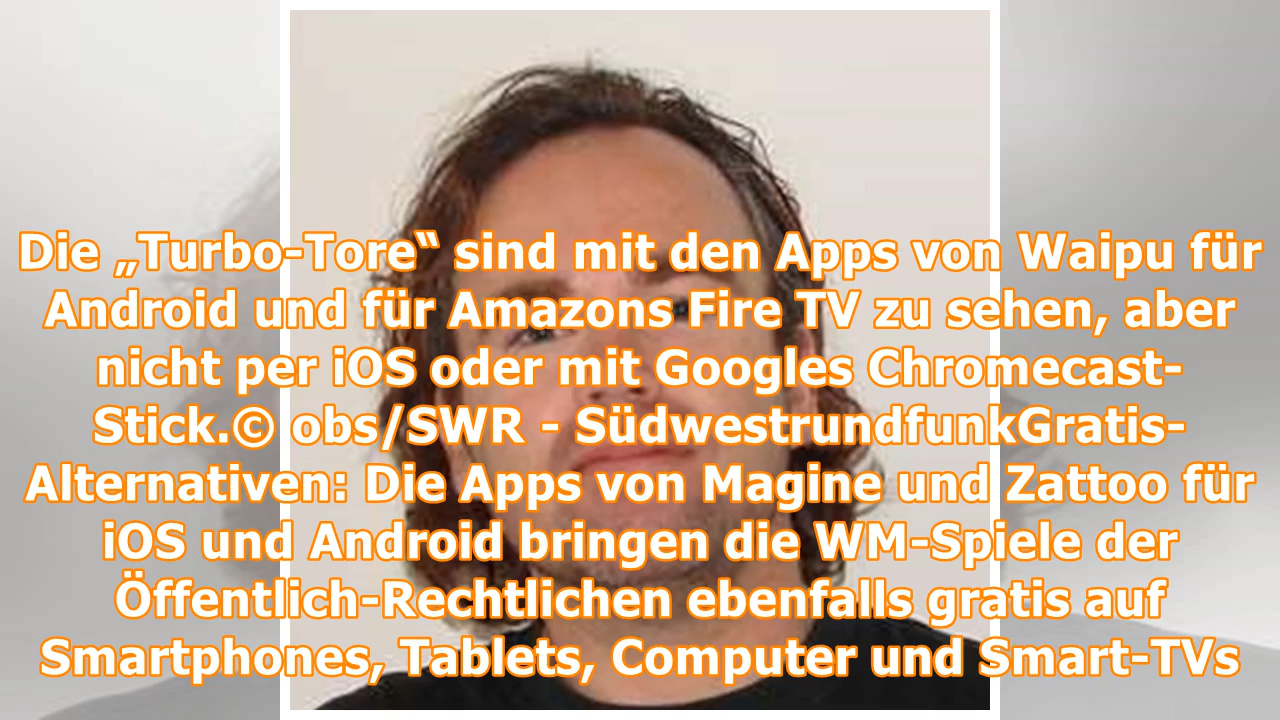 Die „Turbo-Tore“ sind mit den Apps von Waipu für
Android und für Amazons Fire TV zu sehen, aber
nicht per iOS oder mit Googles Chromecast-
Stick.© obs/SWR - SüdwestrundfunkGratis-
Alternativen: Die Apps von Magine und Zattoo für
iOS und Android bringen die WM-Spiele der
Öffentlich-Rechtlichen ebenfalls gratis auf
Smartphones, Tablets, Computer und Smart-TVs